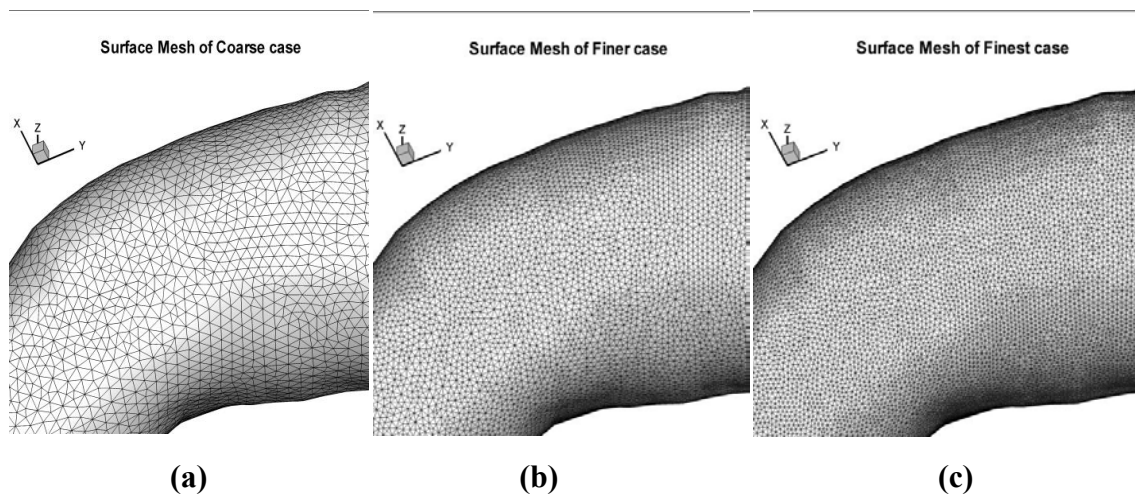 Surface Mesh of Coarse case
X
Z
Y
Surface Mesh of Finer case
X
Z
Y
Surface Mesh of Finest case
X
Z
Y
(a)
(b)
(c)